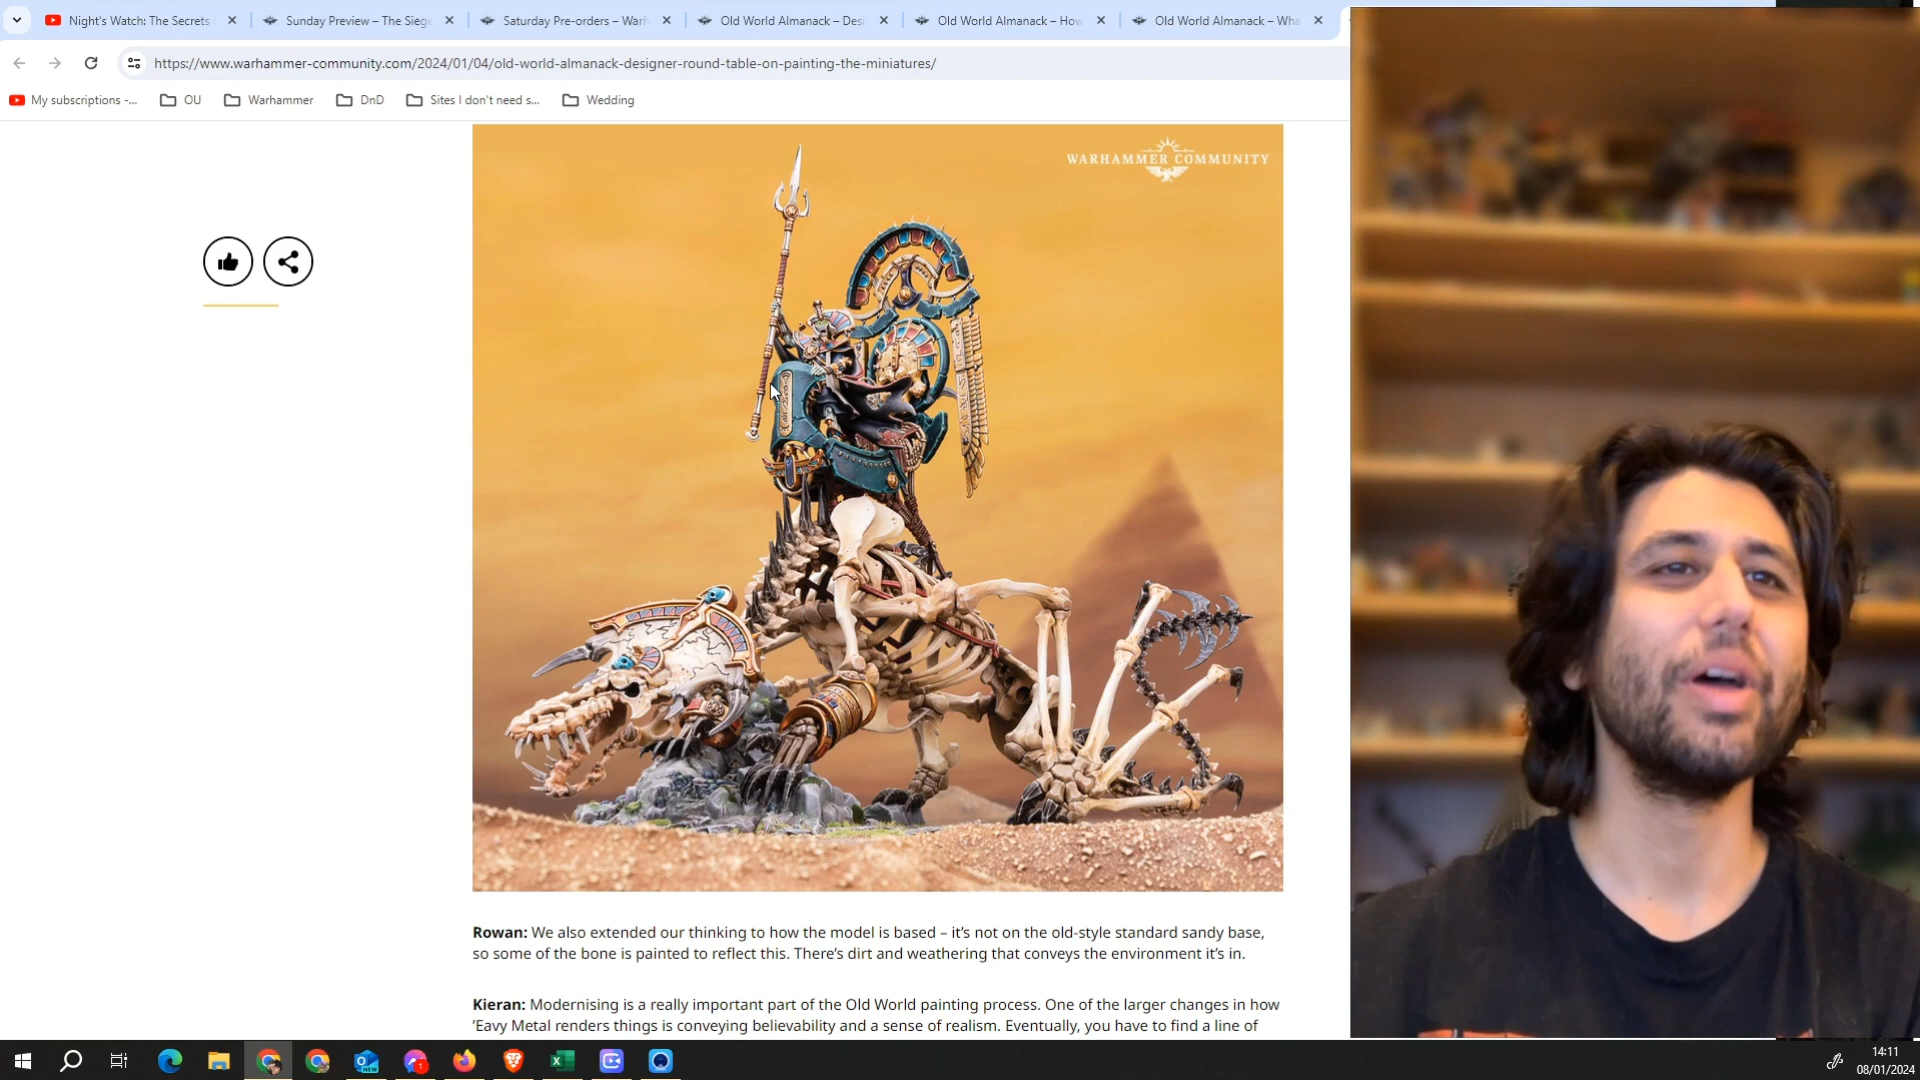 Night's Watch: The Secrets
Sunday Preview – The Siege
Saturday Pre-orders – Warh
Old World Almanack – Desi
Old World Almanack – How
Old World Almanack – Wha
https://www.warhammer-community.com/2024/01/04/old-world-almanack-designer-round-table-on-painting-the-miniatures/
My subscriptions -...
OU
Warhammer
DnD
Sites I don't need s...
Wedding
WARHAMMER COMMUNITY
Rowan: We also extended our thinking to how the model is based – it’s not on the old-style standard sandy base,
so some of the bone is painted to reflect this. There’s dirt and weathering that conveys the environment it’s in.
Kieran: Modernising is a really important part of the Old World painting process. One of the larger changes in how
’Eavy Metal renders things is conveying believability and a sense of realism. Eventually, you have to find a line of
14:11
08/01/2024